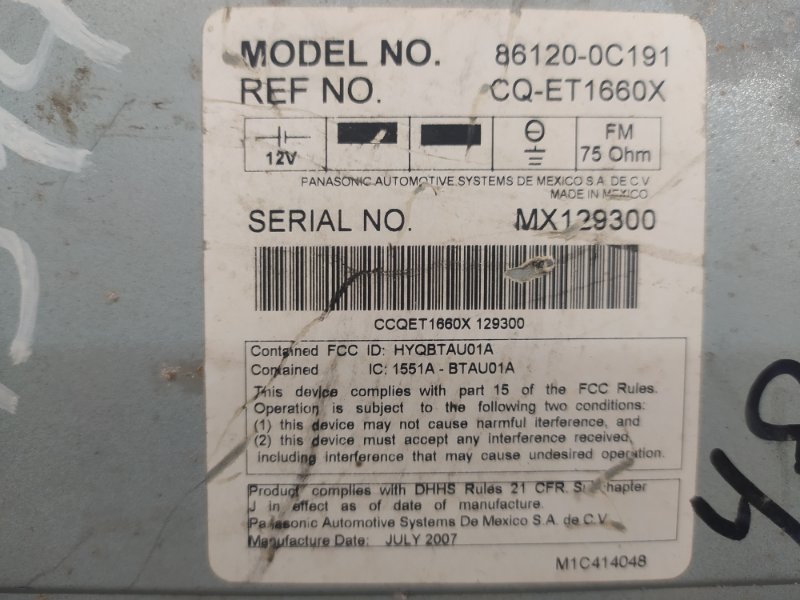 MODEL NO. 86120-0C191
REF NO. CQ-ET1660X
12V FM 75 Ohm
PANASONIC AUTOMOTIVE SYSTEMS DE MEXICO S.A. DE C.V
MADE IN MEXICO
SERIAL NO. MX129300
CCQET1660X 129300
Contained FCC ID: HYQBTAU01A
Contained IC: 1551A - BTAU01A
This device complies with part 15 of the FCC Rules.
Operation is subject to the following two conditions:
(1) this device may not cause harmful iterference, and
(2) this device must accept any interference received,
including interference that may cause undesired operation.
Product complies with DHHS Rules 21 CFR. Subchapter
J in effect as of date of manufacture.
Panasonic Automotive Systems De Mexico S.A. de C.V.
Manufacture Date: JULY 2007
M1C414048